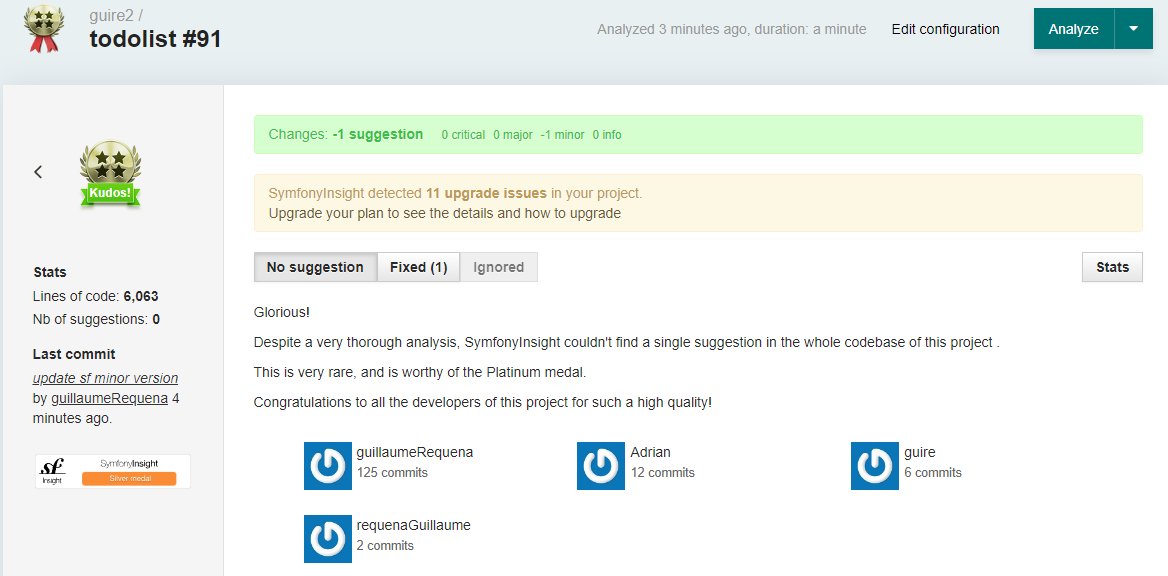 guire2 /
todolist #91
Analyzed 3 minutes ago, duration: a minute
Edit configuration
Analyze
Kudos!
Stats
Lines of code: 6,063
Nb of suggestions: 0
Last commit
update sf minor version
by guillaumeRequena 4
minutes ago.
sf
Insight
SymfonyInsight
Silver medal
Changes: -1 suggestion 0 critical 0 major -1 minor 0 info
SymfonyInsight detected 11 upgrade issues in your project.
Upgrade your plan to see the details and how to upgrade
No suggestion
Fixed (1)
Ignored
Stats
Glorious!
Despite a very thorough analysis, SymfonyInsight couldn't find a single suggestion in the whole codebase of this project .
This is very rare, and is worthy of the Platinum medal.
Congratulations to all the developers of this project for such a high quality!
guillaumeRequena
125 commits
Adrian
12 commits
guire
6 commits
requenaGuillaume
2 commits